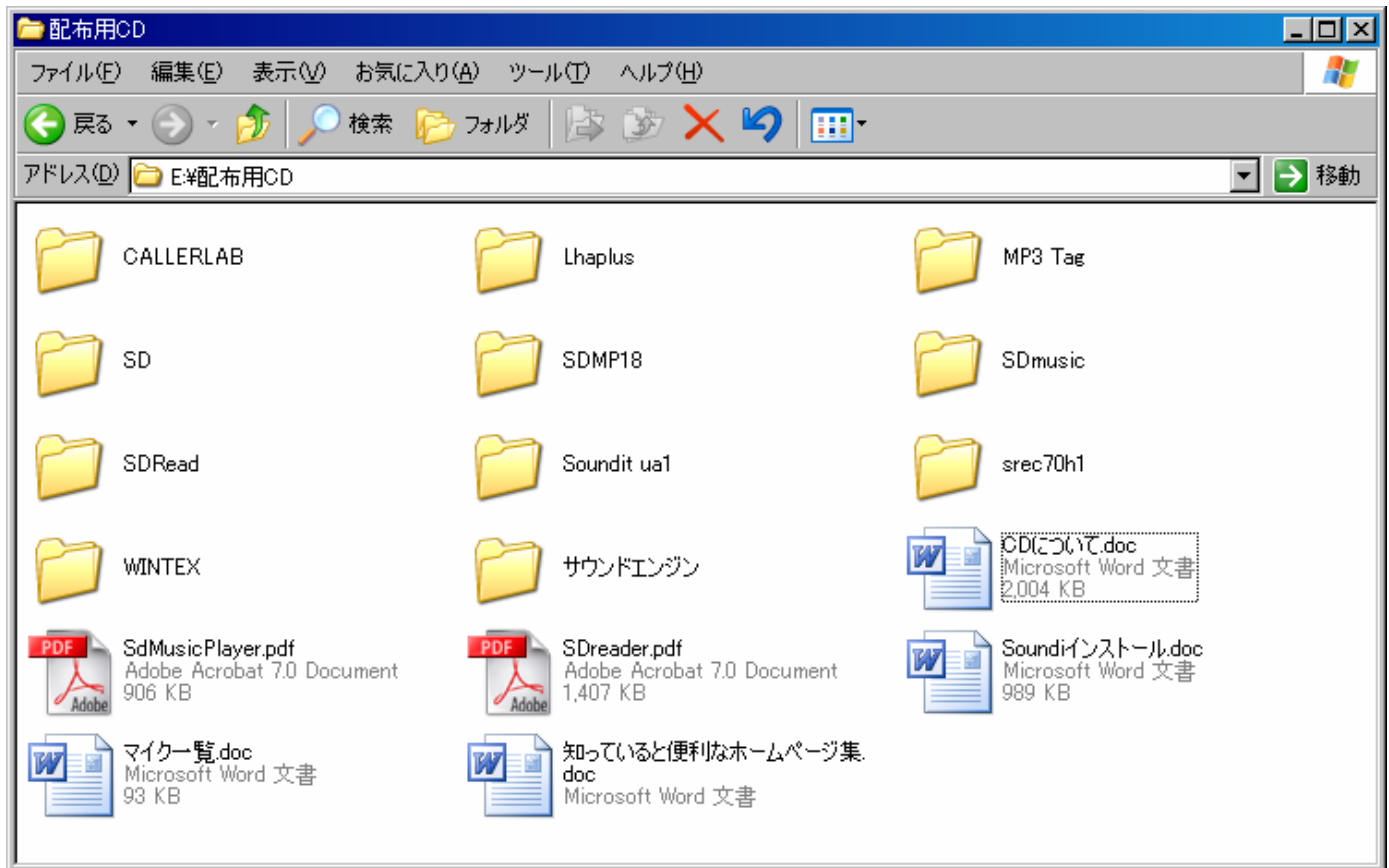 配布用CD
ファイル(F) 編集(E) 表示(V) お気に入り(A) ツール(T) ヘルプ(H)
戻る 検索 フォルダ
アドレス(D) E:¥配布用CD 移動
CALLERLAB
Lhaplus
MP3 Tag
SD
SDMP18
SDmusic
SDRead
Soundit ua1
srec70h1
WINTEX
サウンドエンジン
CDについて.doc
Microsoft Word 文書
2,004 KB
PDF
Adobe
SdMusicPlayer.pdf
Adobe Acrobat 7.0 Document
906 KB
PDF
Adobe
SDreader.pdf
Adobe Acrobat 7.0 Document
1,407 KB
Soundiインストール.doc
Microsoft Word 文書
989 KB
マイク一覧.doc
Microsoft Word 文書
93 KB
知っていると便利なホームページ集.
doc
Microsoft Word 文書